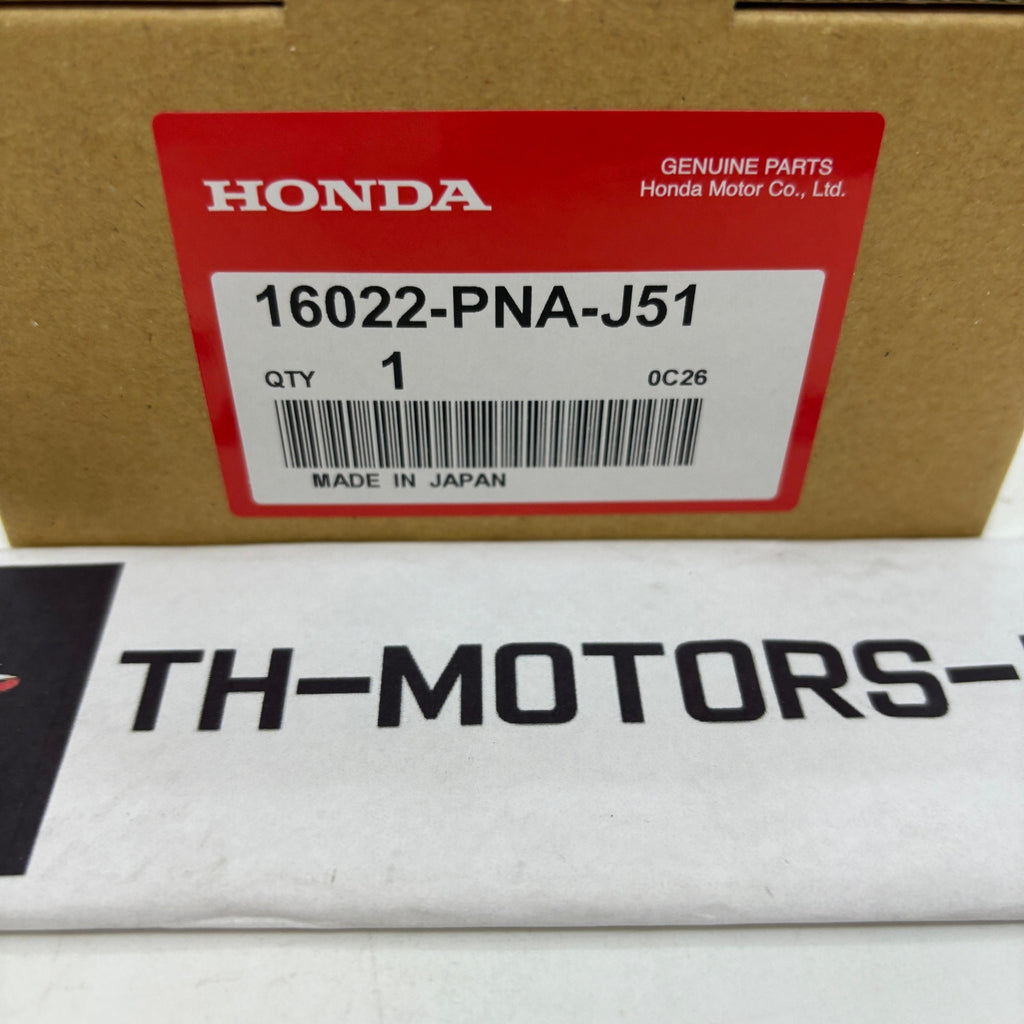 HONDA
GENUINE PARTS
Honda Motor Co., Ltd.
16022-PNA-J51
QTY 1 0C26
MADE IN JAPAN
TH-MOTORS-